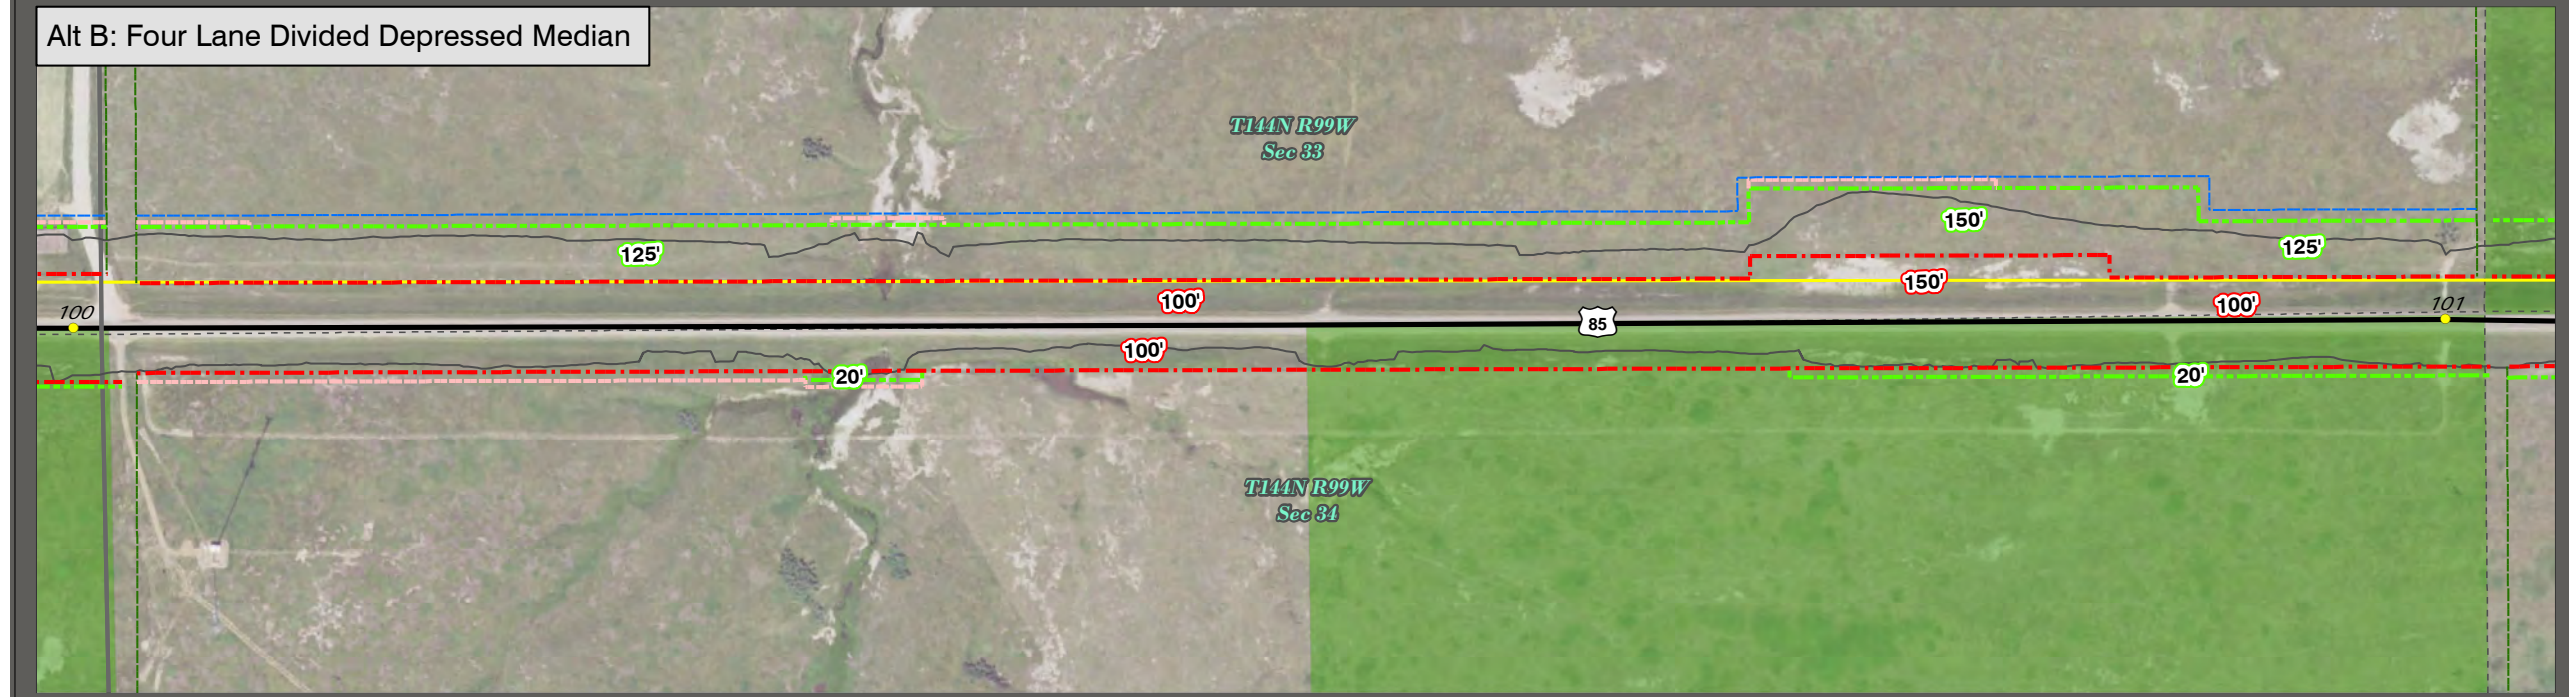 Alt B: Four Lane Divided Depressed Median
T144N R99W
Sec 33
150'
125'
125'
150'
100'
100'
100
101
85
100'
20'
20'
T144N R99W
Sec 34